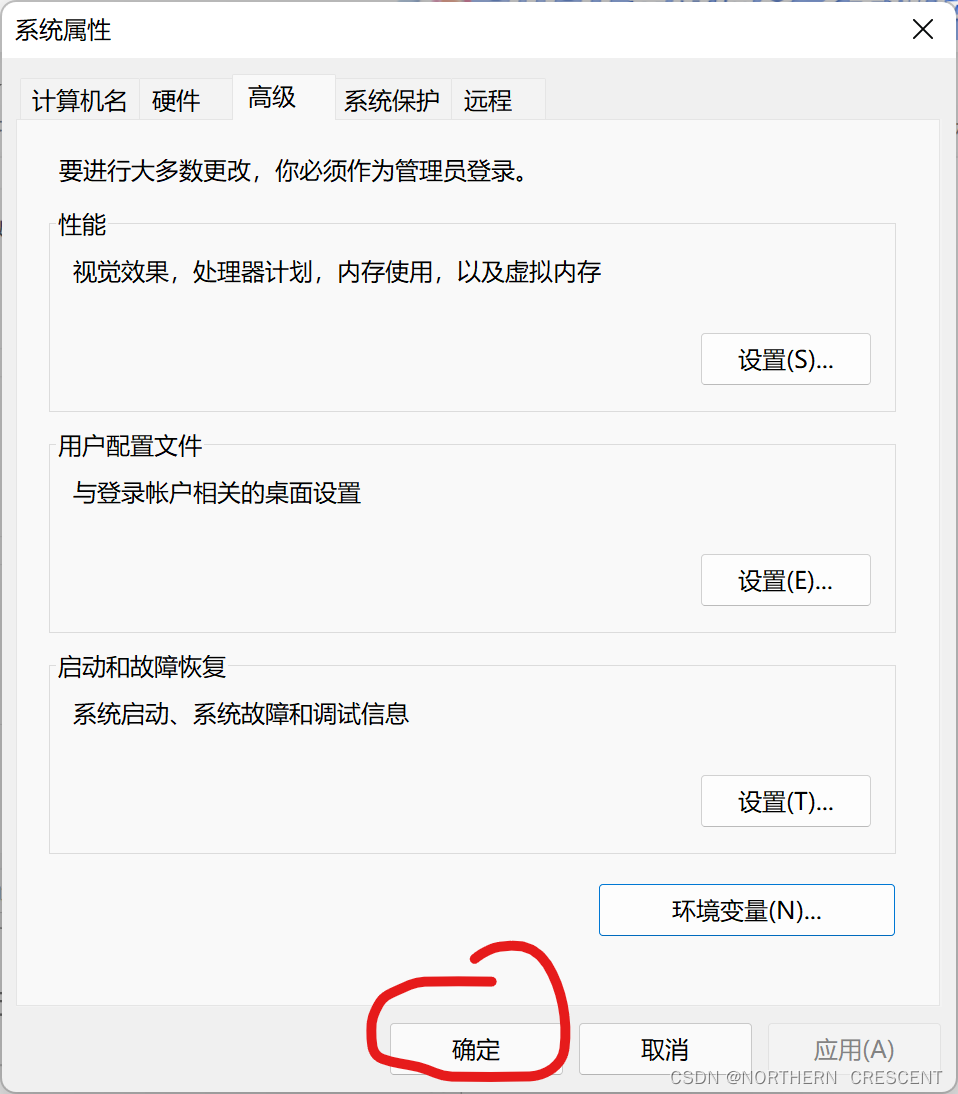 系统属性
计算机名 硬件 高级 系统保护 远程
要进行大多数更改，你必须作为管理员登录。
性能
视觉效果，处理器计划，内存使用，以及虚拟内存
设置(S)...
用户配置文件
与登录帐户相关的桌面设置
设置(E)...
启动和故障恢复
系统启动、系统故障和调试信息
设置(T)...
环境变量(N)...
确定 取消 应用(A)
CSDN @NORTHERN CRESCENT